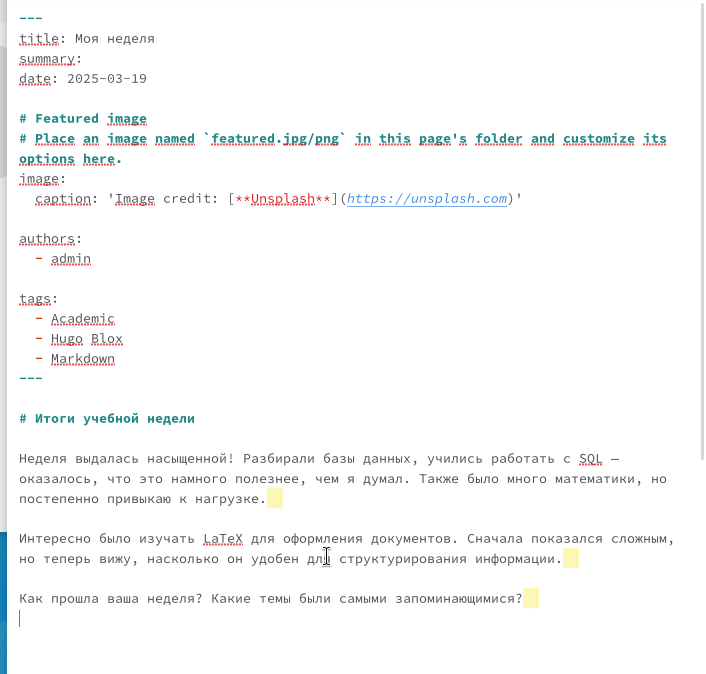 ---
title: Моя неделя
summary:
date: 2025-03-19

# Featured image
# Place an image named `featured.jpg/png` in this page's folder and customize its
options here.
image:
  caption: 'Image credit: [**Unsplash**](https://unsplash.com)'

authors:
  - admin

tags:
  - Academic
  - Hugo Blox
  - Markdown
---

# Итоги учебной недели

Неделя выдалась насыщенной! Разбирали базы данных, учились работать с SQL —
оказалось, что это намного полезнее, чем я думал. Также было много математики, но
постепенно привыкаю к нагрузке.

Интересно было изучать LaTeX для оформления документов. Сначала показался сложным,
но теперь вижу, насколько он удобен для структурирования информации.

Как прошла ваша неделя? Какие темы были самыми запоминающимися?